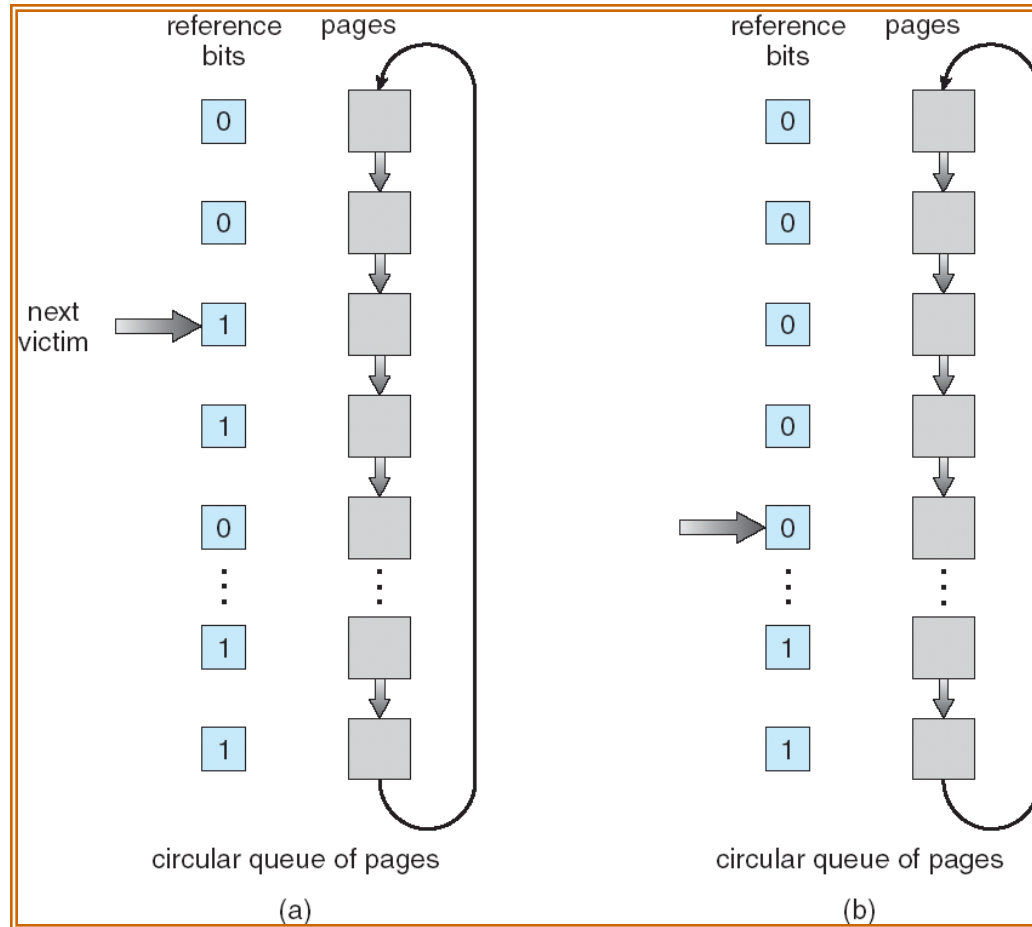 reference bits
pages
0
0
next victim
1
1
0
1
1
circular queue of pages
(a)
reference bits
pages
0
0
0
0
0
1
1
circular queue of pages
(b)